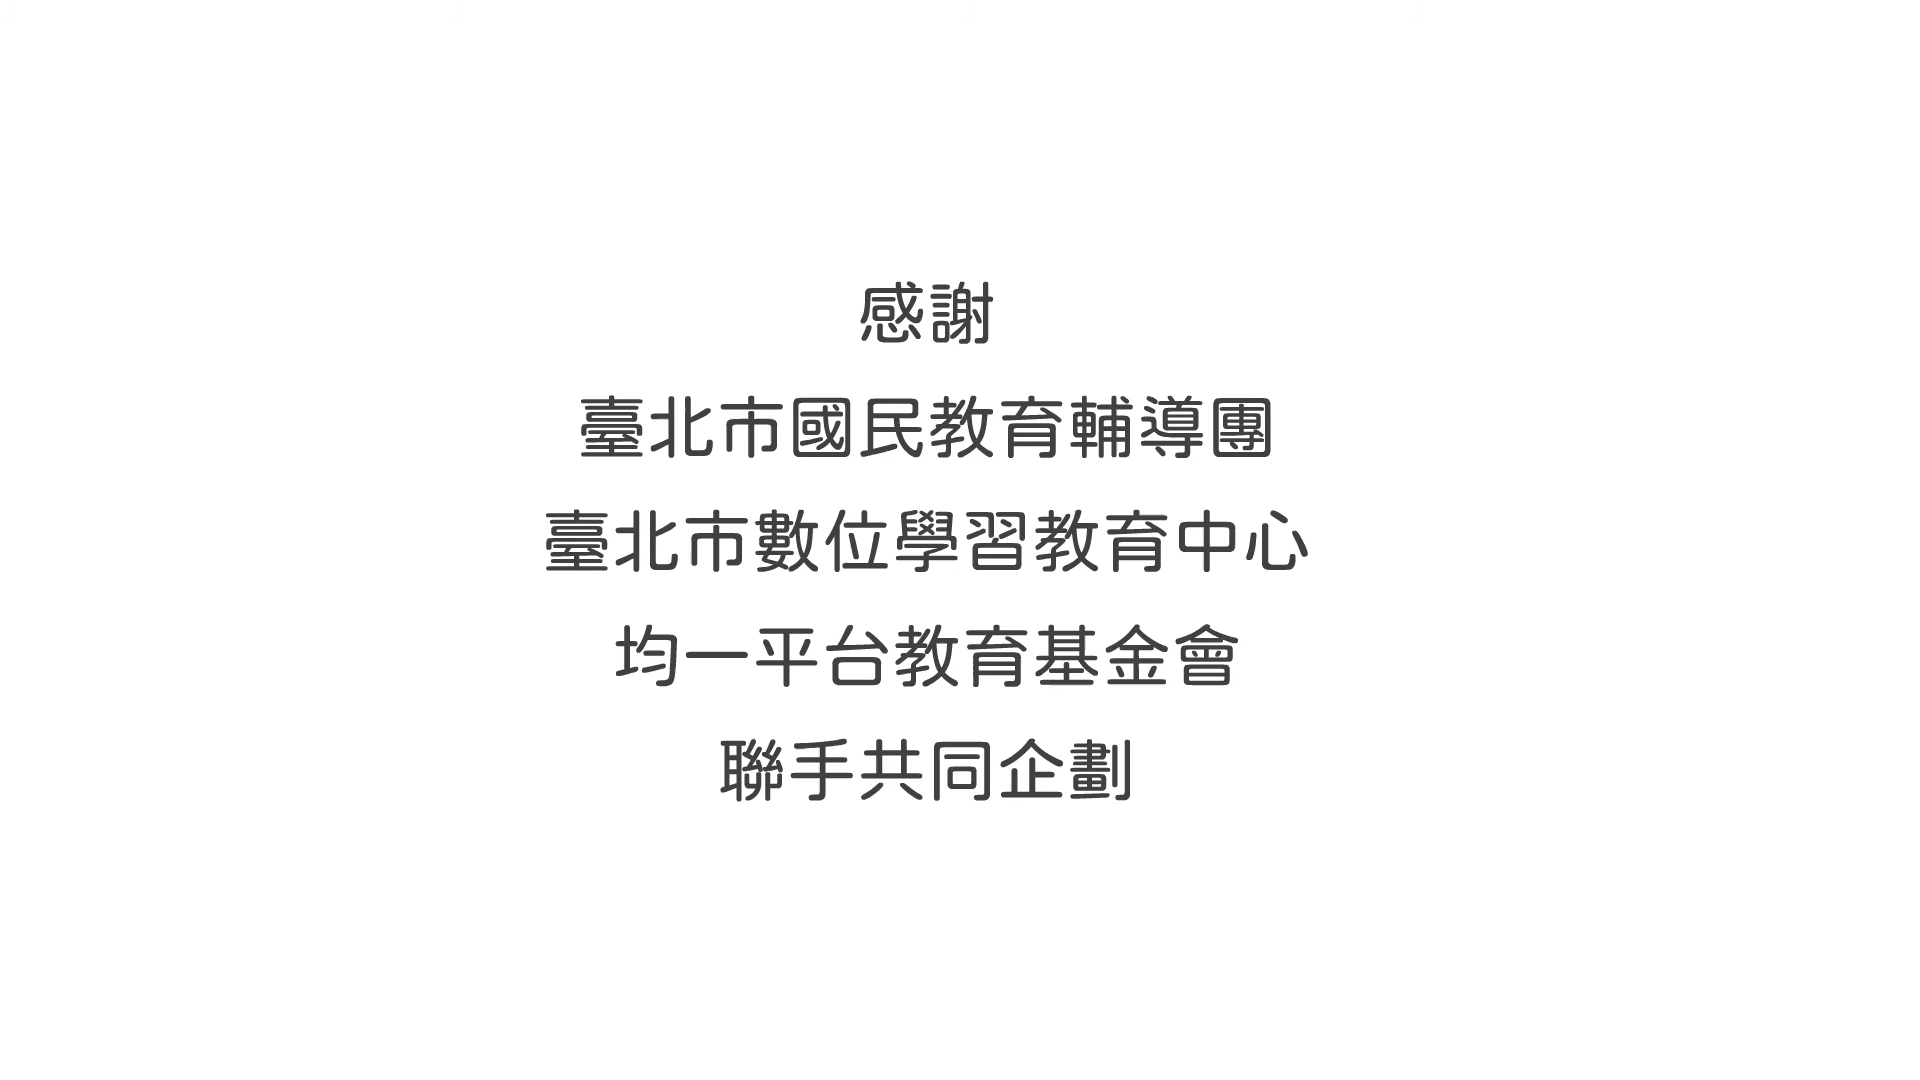 感謝
臺北市國民教育輔導團
臺北市數位學習教育中心
均一平台教育基金會
聯手共同企劃